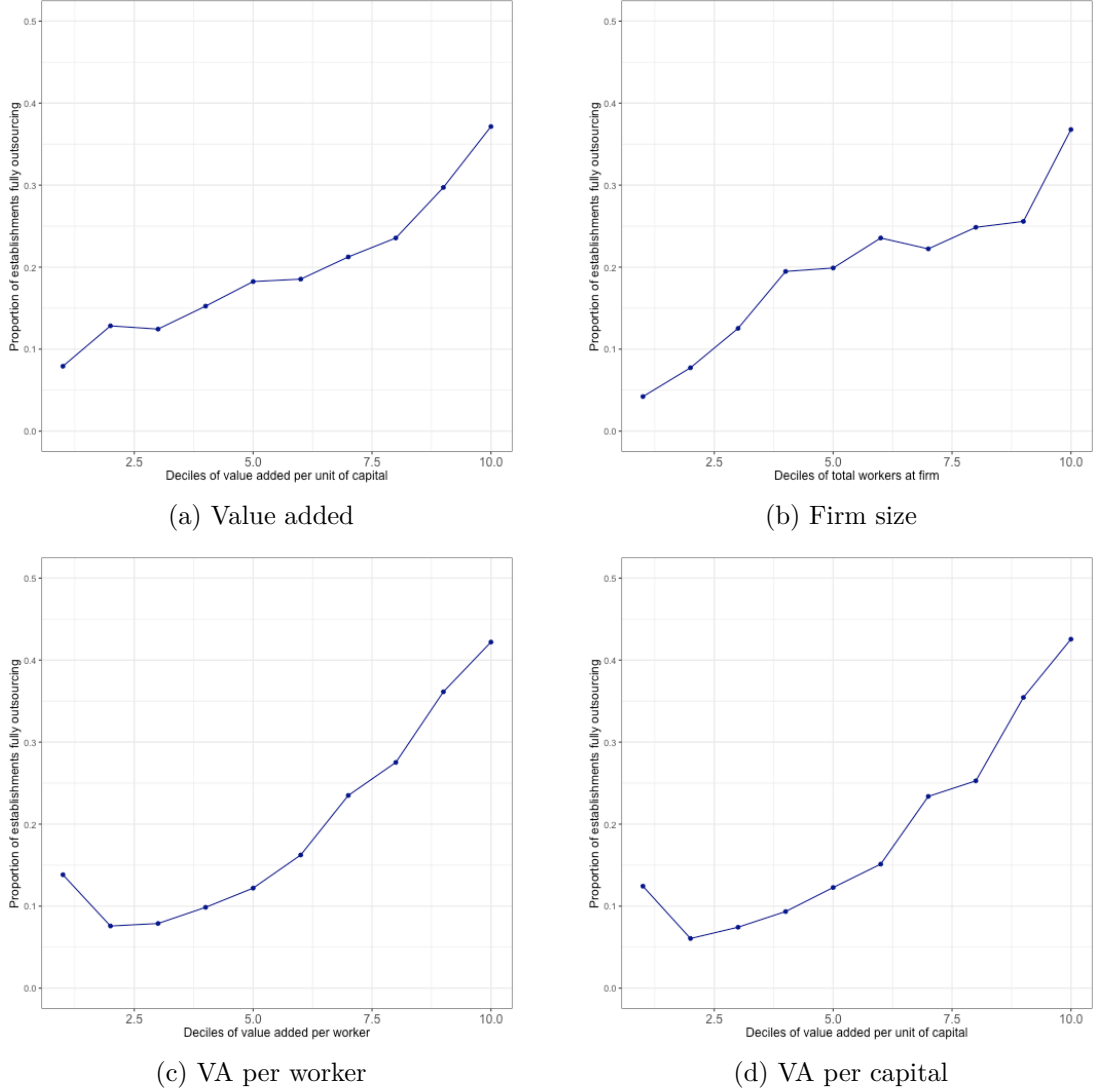 Proportion of establishments fully outsourcing
0.5
0.4
0.3
0.2
0.1
0.0
2.5 5.0 7.5 10.0
Deciles of value added per unit of capital
(a) Value added
Proportion of establishments fully outsourcing
0.5
0.4
0.3
0.2
0.1
0.0
2.5 5.0 7.5 10.0
Deciles of total workers at firm
(b) Firm size
Proportion of establishments fully outsourcing
0.5
0.4
0.3
0.2
0.1
0.0
2.5 5.0 7.5 10.0
Deciles of value added per worker
(c) VA per worker
Proportion of establishments fully outsourcing
0.5
0.4
0.3
0.2
0.1
0.0
2.5 5.0 7.5 10.0
Deciles of value added per unit of capital
(d) VA per capital